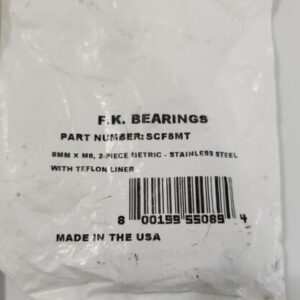 F.K. BEARINGS
PART NUMBER: SCF8MT
8MM X M8, 2-PIECE METRIC - STAINLESS STEEL
WITH TEFLON LINER
8 00155 55089 4
MADE IN THE USA